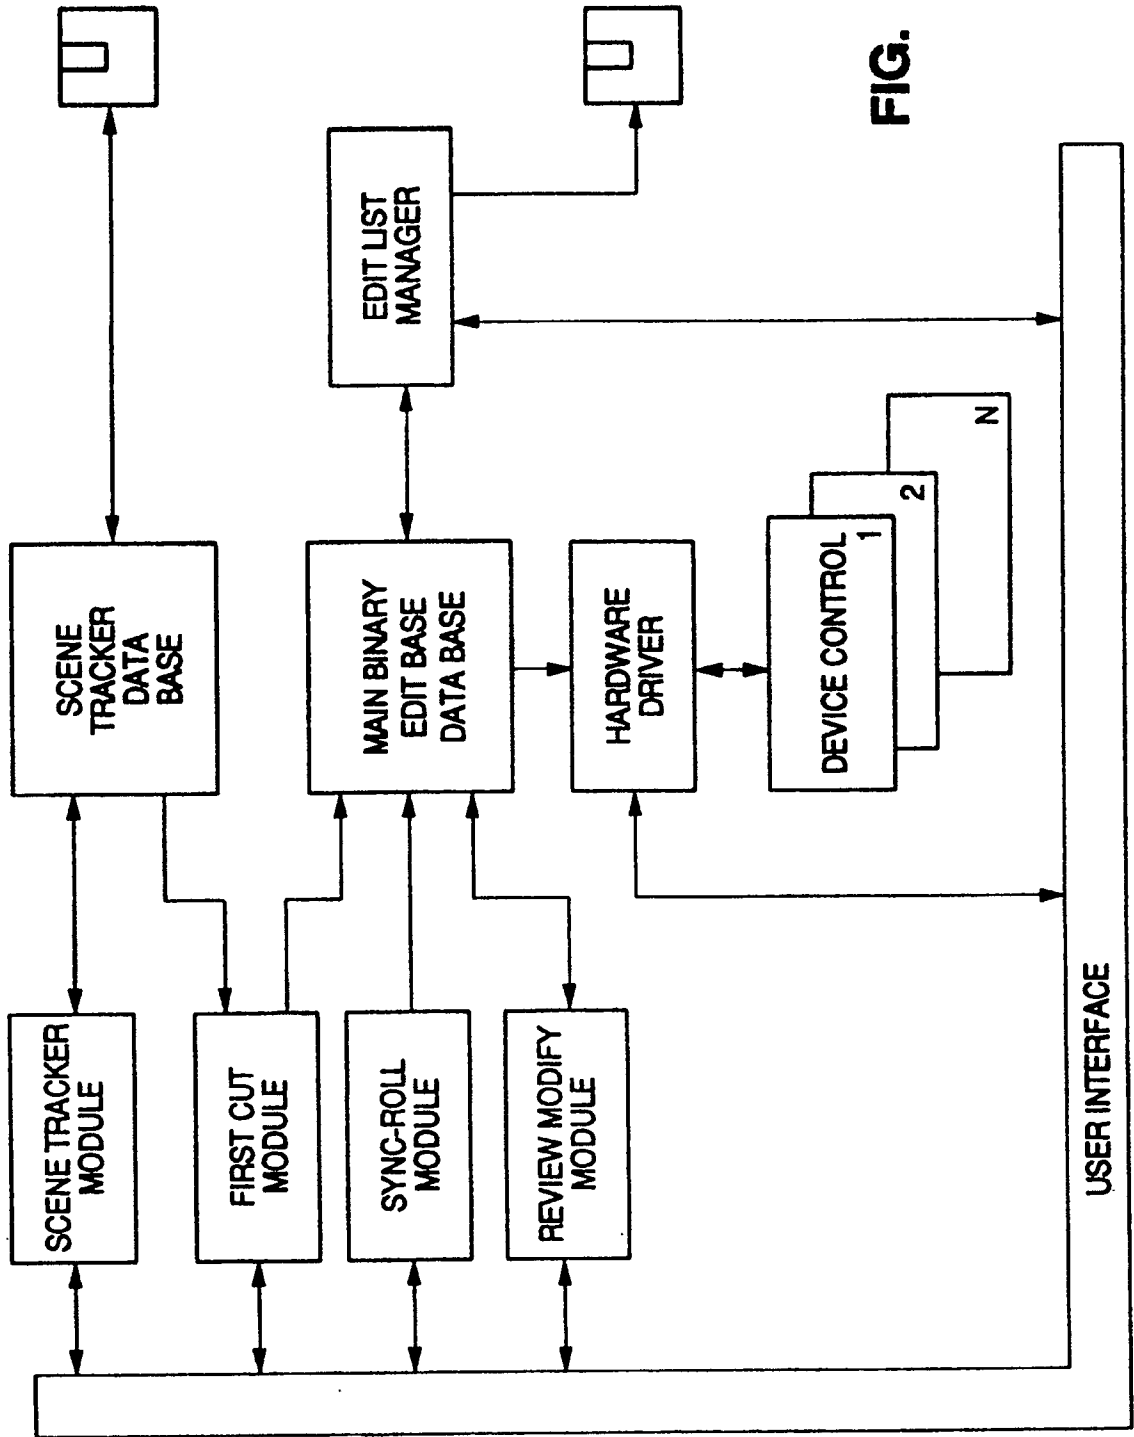 SCENE TRACKER
MODULE
FIRST CUT
MODULE
SYNC-ROLL
MODULE
REVIEW MODIFY
MODULE
SCENE
TRACKER
DATA
BASE
MAIN BINARY
EDIT BASE
DATA BASE
HARDWARE
DRIVER
DEVICE CONTROL
1
2
N
EDIT LIST
MANAGER
USER INTERFACE
FIG.